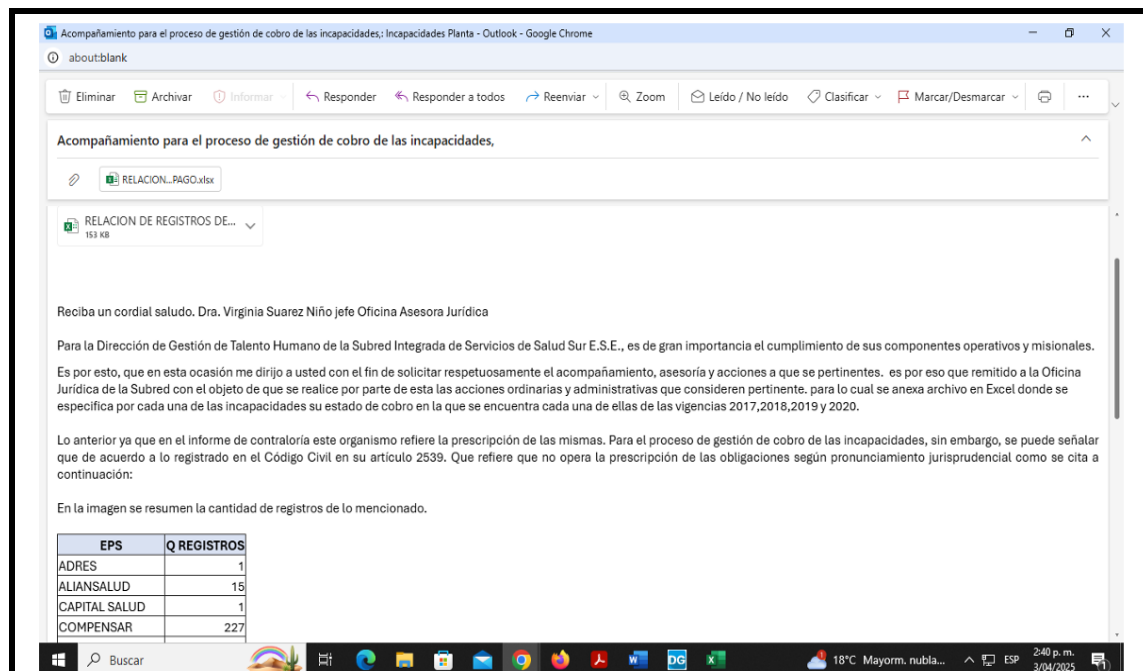 Acompañamiento para el proceso de gestión de cobro de las incapacidades,: Incapacidades Planta - Outlook - Google Chrome
about:blank
Eliminar Archivar Informar Responder Responder a todos Reenviar Zoom Leído / No leído Clasificar Marcar/Desmarcar ...
Acompañamiento para el proceso de gestión de cobro de las incapacidades,
RELACION...PAGO.xlsx
RELACION DE REGISTROS DE...
153 KB
Reciba un cordial saludo. Dra. Virginia Suarez Niño jefe Oficina Asesora Jurídica
Para la Dirección de Gestión de Talento Humano de la Subred Integrada de Servicios de Salud Sur E.S.E., es de gran importancia el cumplimiento de sus componentes operativos y misionales.
Es por esto, que en esta ocasión me dirijo a usted con el fin de solicitar respetuosamente el acompañamiento, asesoría y acciones a que se pertinentes. es por eso que remitido a la Oficina
Jurídica de la Subred con el objeto de que se realice por parte de esta las acciones ordinarias y administrativas que consideren pertinente. para lo cual se anexa archivo en Excel donde se
especifica por cada una de las incapacidades su estado de cobro en la que se encuentra cada una de ellas de las vigencias 2017,2018,2019 y 2020.
Lo anterior ya que en el informe de contraloría este organismo refiere la prescripción de las mismas. Para el proceso de gestión de cobro de las incapacidades, sin embargo, se puede señalar
que de acuerdo a lo registrado en el Código Civil en su artículo 2539. Que refiere que no opera la prescripción de las obligaciones según pronunciamiento jurisprudencial como se cita a
continuación:
En la imagen se resumen la cantidad de registros de lo mencionado.
EPS Q REGISTROS
ADRES 1
ALIANSALUD 15
CAPITAL SALUD 1
COMPENSAR 227
Buscar DG 18°C Mayorm. nubla... ESP 2:40 p. m.
3/04/2025